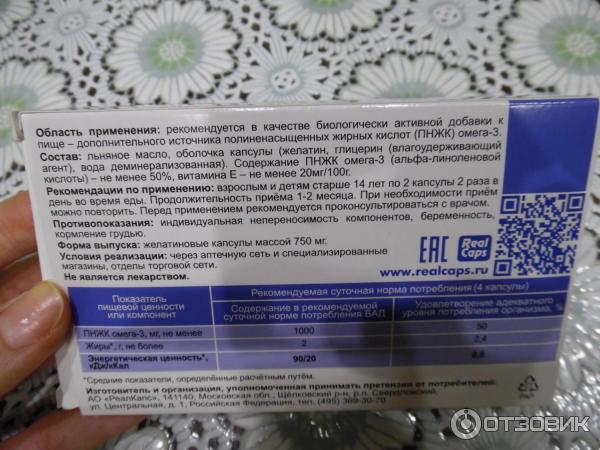 Область применения: рекомендуется в качестве биологически активной добавки к
пище – дополнительного источника полиненасыщенных жирных кислот (ПНЖК) омега-3.
Состав: льняное масло, оболочка капсулы (желатин, глицерин (влагоудерживающий
агент), вода деминерализованная). Содержание ПНЖК омега-3 (альфа-линоленовой
кислоты) – не менее 50%, витамина Е – не менее 20мг/100г.
Рекомендации по применению: взрослым и детям старше 14 лет по 2 капсулы 2 раза в
день во время еды. Продолжительность приёма 1-2 месяца. При необходимости приём
можно повторить. Перед применением рекомендуется проконсультироваться с врачом.
Противопоказания: индивидуальная непереносимость компонентов, беременность,
кормление грудью.
Форма выпуска: желатиновые капсулы массой 750 мг.
Условия реализации: через аптечную сеть и специализированные
магазины, отделы торговой сети.
Не является лекарством.
EAC
Real Caps
www.realcaps.ru
Показатель пищевой ценности или компонент
Рекомендуемая суточная норма потребления (4 капсулы)
Содержание в рекомендуемой суточной норме потребления БАД
Удовлетворение адекватного уровня потребления организма, %
ПНЖК омега-3, мг, не менее 1000 50
Жиры*, г, не более 2 2,4
Энергетическая ценность*, кДж/кКал 90/20 0,8
*Средние показатели, определённые расчётным путём.
Изготовитель и организация, уполномоченная принимать претензии от потребителей:
АО «РеалКапс», 141140, Московская обл., Щёлковский р-н, р.п. Свердловский,
ул. Центральная, д. 1, Российская Федерация, тел. (495) 369-30-70
PAP
ОТЗОВИК